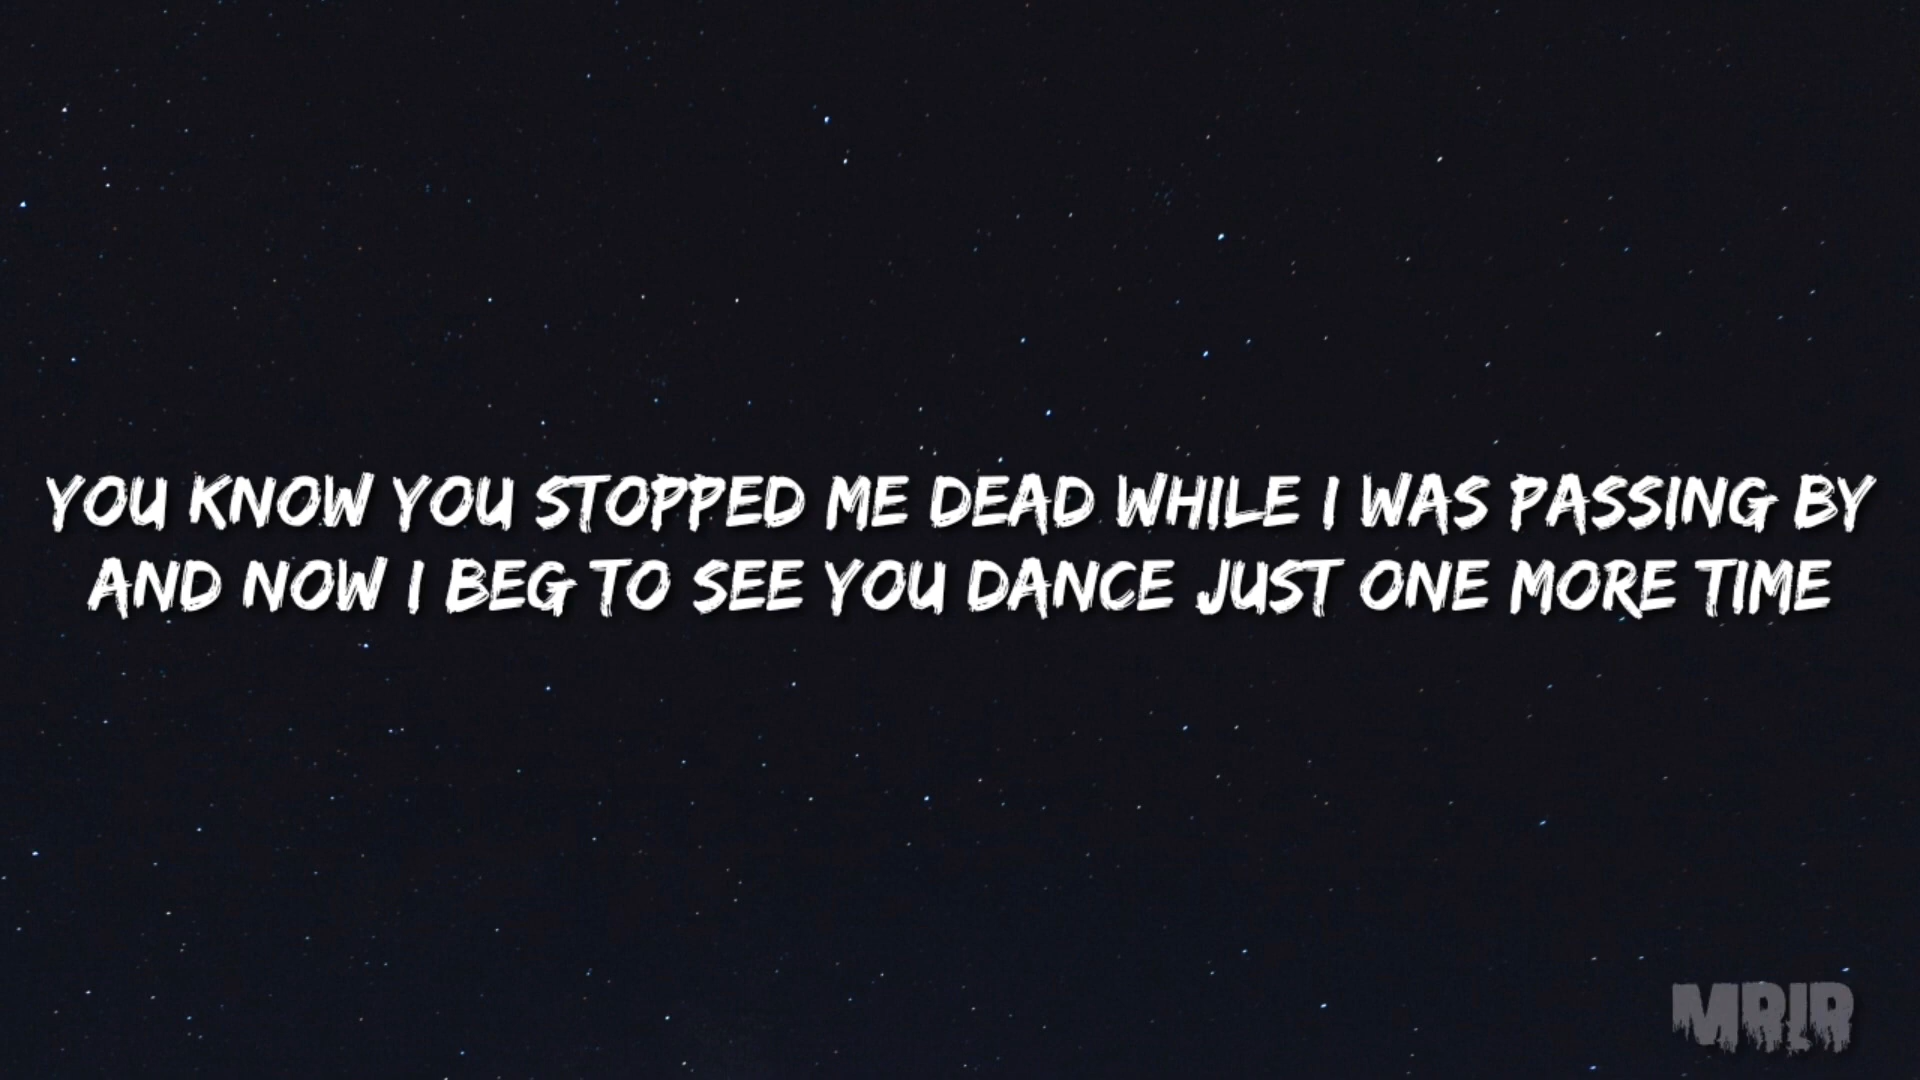 YOU KNOW YOU STOPPED ME DEAD WHILE I WAS PASSING BY
AND NOW I BEG TO SEE YOU DANCE JUST ONE MORE TIME
MRLR